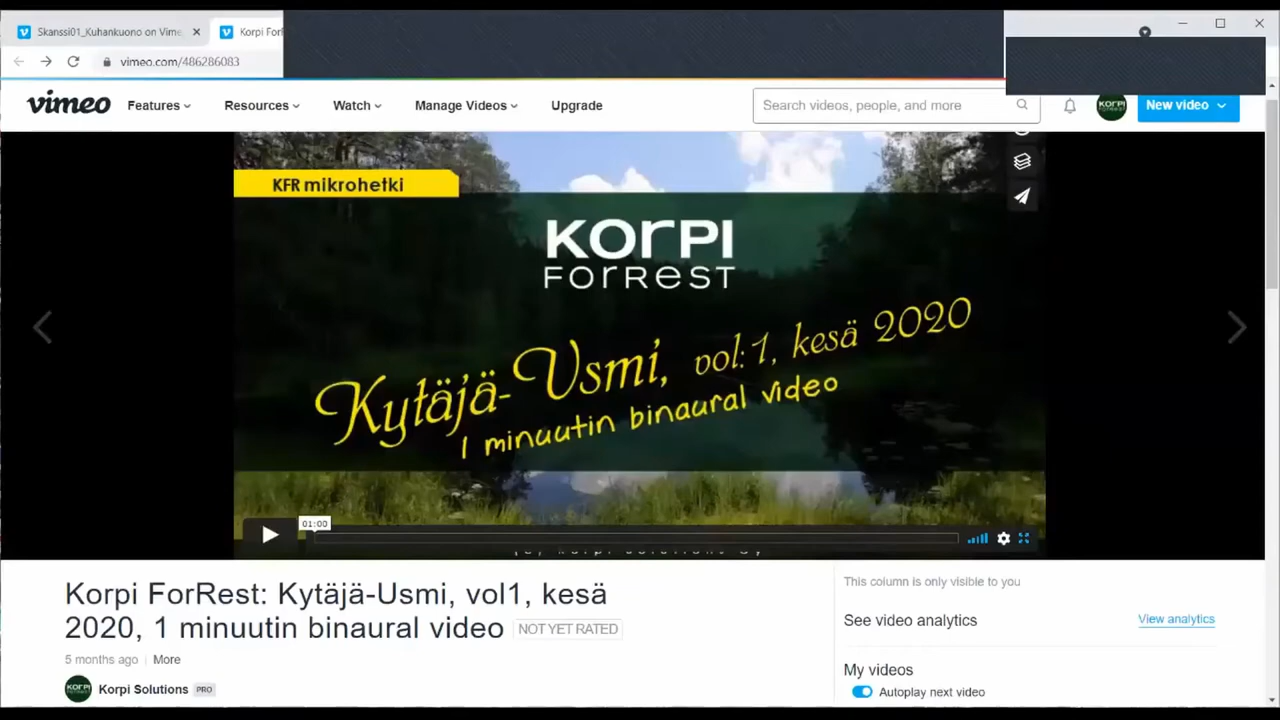 Skanssi01_Kuhankuono on Vime
Korpi For
vimeo.com/486286083
vimeo
Features
Resources
Watch
Manage Videos
Upgrade
Search videos, people, and more
KORPI
FORREST
New video
KFR mikrohetki
KORPI
FORREST
Kytäjä-Usmi, vol:1, kesä 2020
1 minuutin binaural video
01:00
Korpi ForRest: Kytäjä-Usmi, vol1, kesä
2020, 1 minuutin binaural video NOT YET RATED
5 months ago More
KORPI
FORREST
Korpi Solutions PRO
This column is only visible to you
See video analytics
View analytics
My videos
Autoplay next video